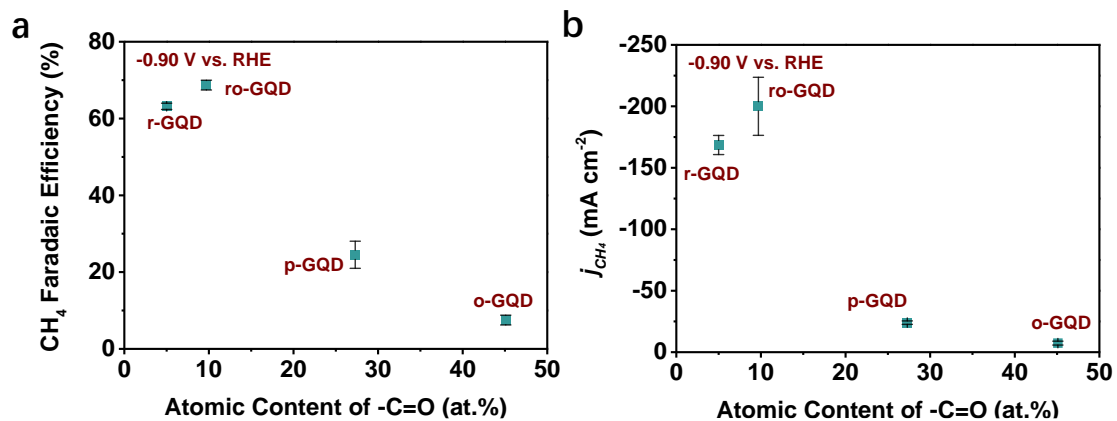 a
CH₄ Faradaic Efficiency (%)
80
60
40
20
0
-0.90 V vs. RHE
ro-GQD
r-GQD
p-GQD
o-GQD
0 10 20 30 40 50
Atomic Content of -C=O (at.%)
b
j_CH₄ (mA cm⁻²)
-250
-200
-150
-100
-50
0
-0.90 V vs. RHE
ro-GQD
r-GQD
p-GQD
o-GQD
0 10 20 30 40 50
Atomic Content of -C=O (at.%)